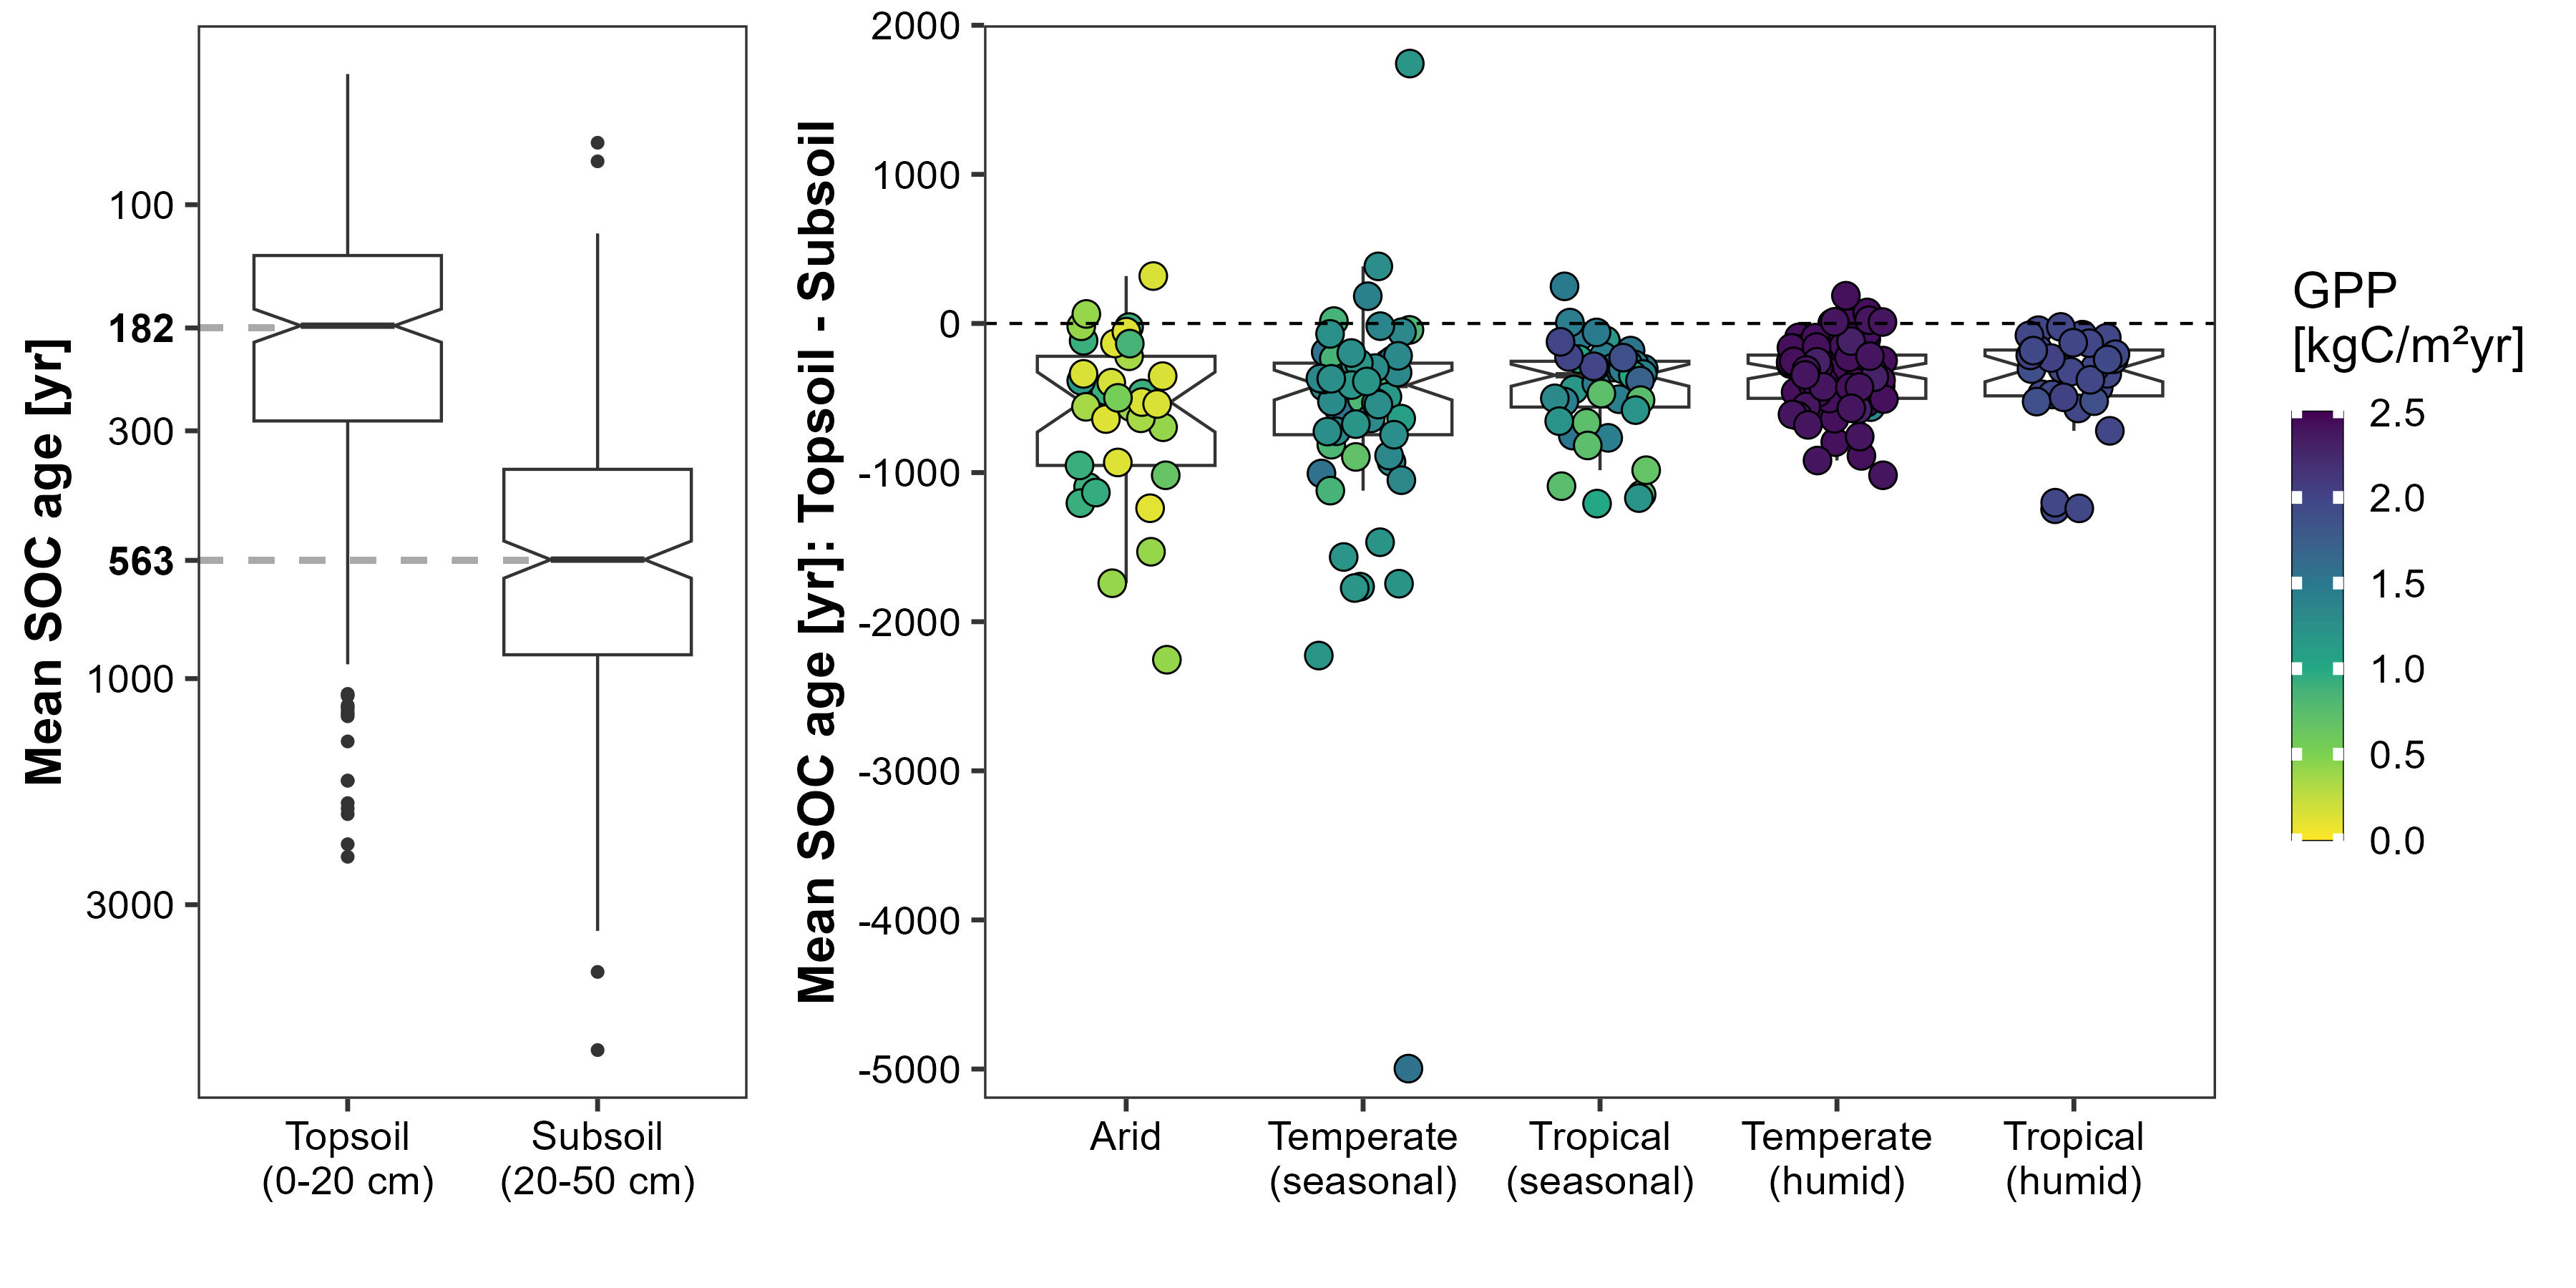 Mean SOC age [yr]
100
182
300
563
1000
3000
Topsoil
(0-20 cm)
Subsoil
(20-50 cm)
Mean SOC age [yr]: Topsoil - Subsoil
2000
1000
0
-1000
-2000
-3000
-4000
-5000
Arid
Temperate
(seasonal)
Tropical
(seasonal)
Temperate
(humid)
Tropical
(humid)
GPP
[kgC/m²yr]
2.5
2.0
1.5
1.0
0.5
0.0